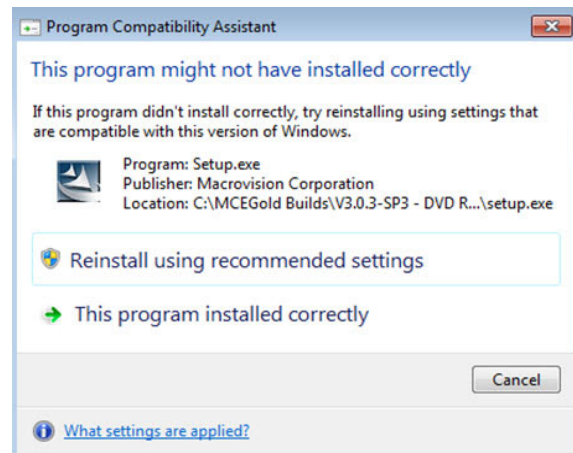 Program Compatibility Assistant
This program might not have installed correctly
If this program didn't install correctly, try reinstalling using settings that
are compatible with this version of Windows.
Program: Setup.exe
Publisher: Macrovision Corporation
Location: C:\MCEGold Builds\V3.0.3-SP3 - DVD R...\setup.exe
Reinstall using recommended settings
This program installed correctly
Cancel
What settings are applied?